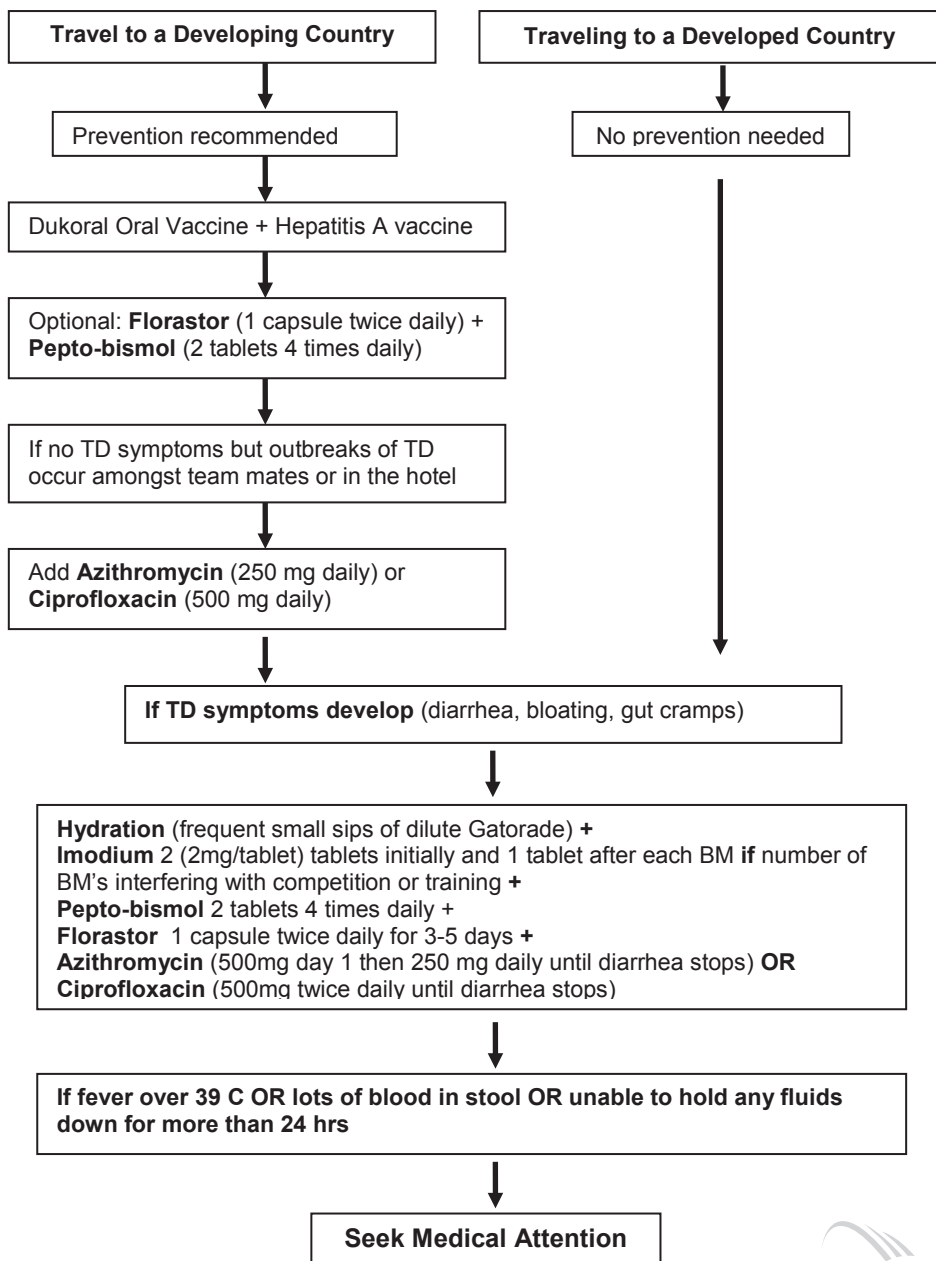 Travel to a Developing Country
Traveling to a Developed Country
Prevention recommended
No prevention needed
Dukoral Oral Vaccine + Hepatitis A vaccine
Optional: Florastor (1 capsule twice daily) +
Pepto-bismol (2 tablets 4 times daily)
If no TD symptoms but outbreaks of TD
occur amongst team mates or in the hotel
Add Azithromycin (250 mg daily) or
Ciprofloxacin (500 mg daily)
If TD symptoms develop (diarrhea, bloating, gut cramps)
Hydration (frequent small sips of dilute Gatorade) +
Imodium 2 (2mg/tablet) tablets initially and 1 tablet after each BM if number of
BM's interfering with competition or training +
Pepto-bismol 2 tablets 4 times daily +
Florastor 1 capsule twice daily for 3-5 days +
Azithromycin (500mg day 1 then 250 mg daily until diarrhea stops) OR
Ciprofloxacin (500mg twice daily until diarrhea stops)
If fever over 39 C OR lots of blood in stool OR unable to hold any fluids
down for more than 24 hrs
Seek Medical Attention